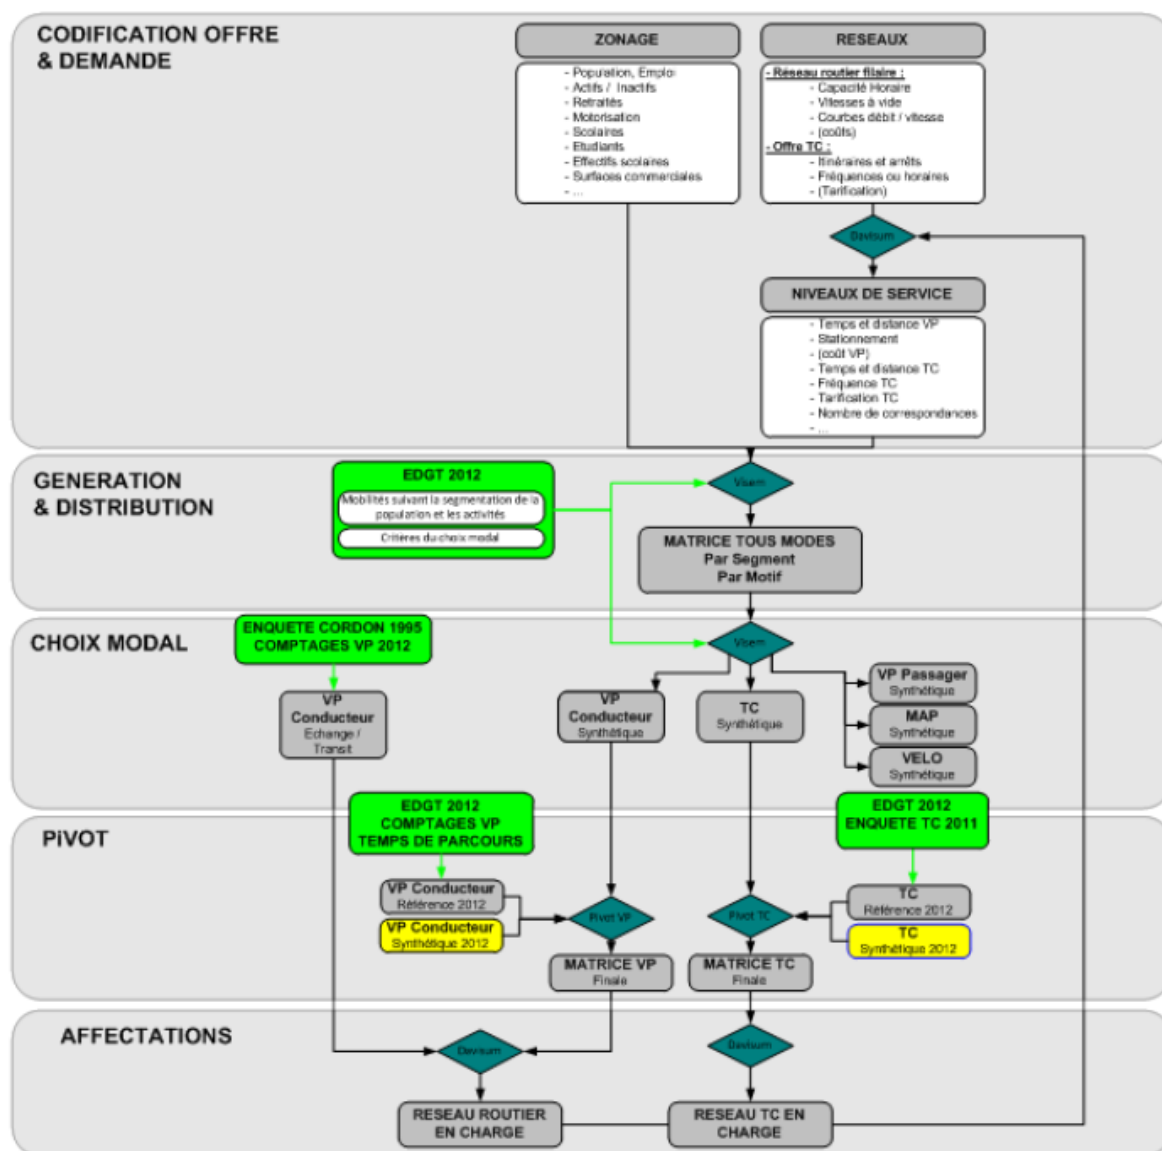 CODIFICATION OFFRE
& DEMANDE
ZONAGE
- Population, Emploi
- Actifs / Inactifs
- Retraités
- Motorisation
- Scolaires
- Etudiants
- Effectifs scolaires
- Surfaces commerciales
- ...
RESEAUX
- Réseau routier filaire :
- Capacité Horaire
- Vitesses à vide
- Courbes débit / vitesse
- (coûts)
- Offre TC :
- Itinéraires et arrêts
- Fréquences ou horaires
- (Tarification)
Davisum
NIVEAUX DE SERVICE
- Temps et distance VP
- Stationnement
- (coût VP)
- Temps et distance TC
- Fréquence TC
- Tarification TC
- Nombre de correspondances
- ...
GENERATION
& DISTRIBUTION
EDGT 2012
Mobilités suivant la segmentation de la
population et les activités
Critères du choix modal
Visem
MATRICE TOUS MODES
Par Segment
Par Motif
CHOIX MODAL
ENQUETE CORDON 1995
COMPTAGES VP 2012
Visem
VP
Conducteur
Echange /
Transit
VP
Conducteur
Synthétique
TC
Synthétique
VP Passager
Synthétique
MAP
Synthétique
VELO
Synthétique
PiVOT
EDGT 2012
COMPTAGES VP
TEMPS DE PARCOURS
EDGT 2012
ENQUETE TC 2011
VP Conducteur
Référence 2012
VP Conducteur
Synthétique 2012
Pivot VP
Pivot TC
TC
Référence 2012
TC
Synthétique 2012
MATRICE VP
Finale
MATRICE TC
Finale
AFFECTATIONS
Davisum
Davisum
RESEAU ROUTIER
EN CHARGE
RESEAU TC EN
CHARGE